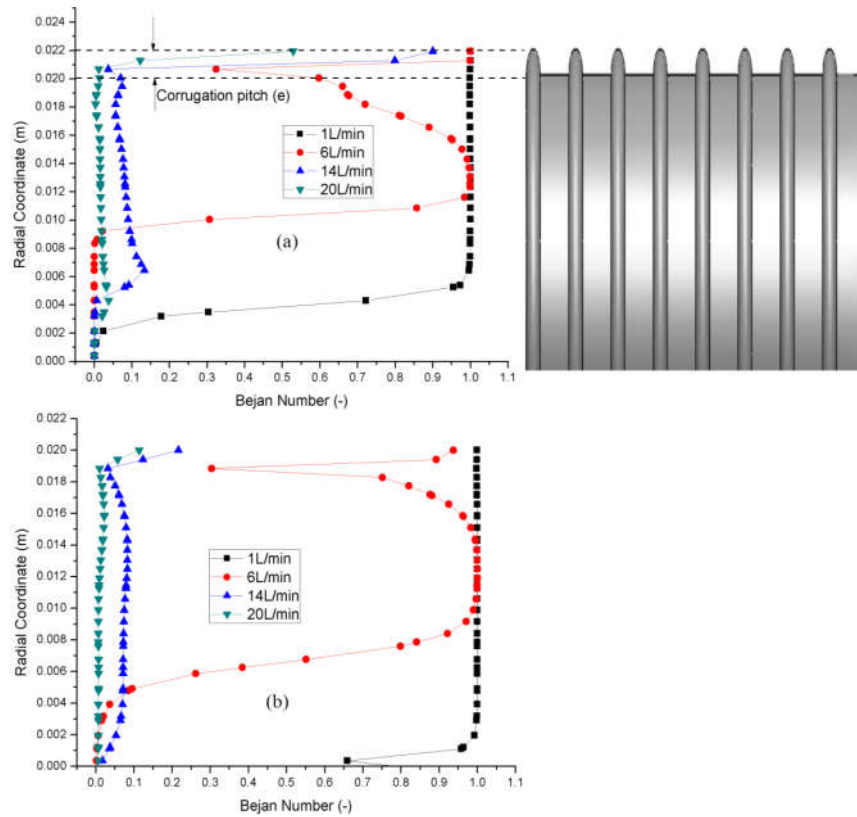 0.022
0.020
0.018
0.016
0.014
0.012
0.010
0.008
0.006
0.004
0.002
0.000
Radial Coordinate (m)
Corrugation pitch (e)
1L/min
6L/min
14L/min
20L/min
(a)
0.0 0.1 0.2 0.3 0.4 0.5 0.6 0.7 0.8 0.9 1.0 1.1
Bejan Number (-)
0.022
0.020
0.018
0.016
0.014
0.012
0.010
0.008
0.006
0.004
0.002
0.000
Radial Coordinate (m)
1L/min
6L/min
14L/min
20L/min
(b)
0.0 0.1 0.2 0.3 0.4 0.5 0.6 0.7 0.8 0.9 1.0 1.1
Bejan Number (-)